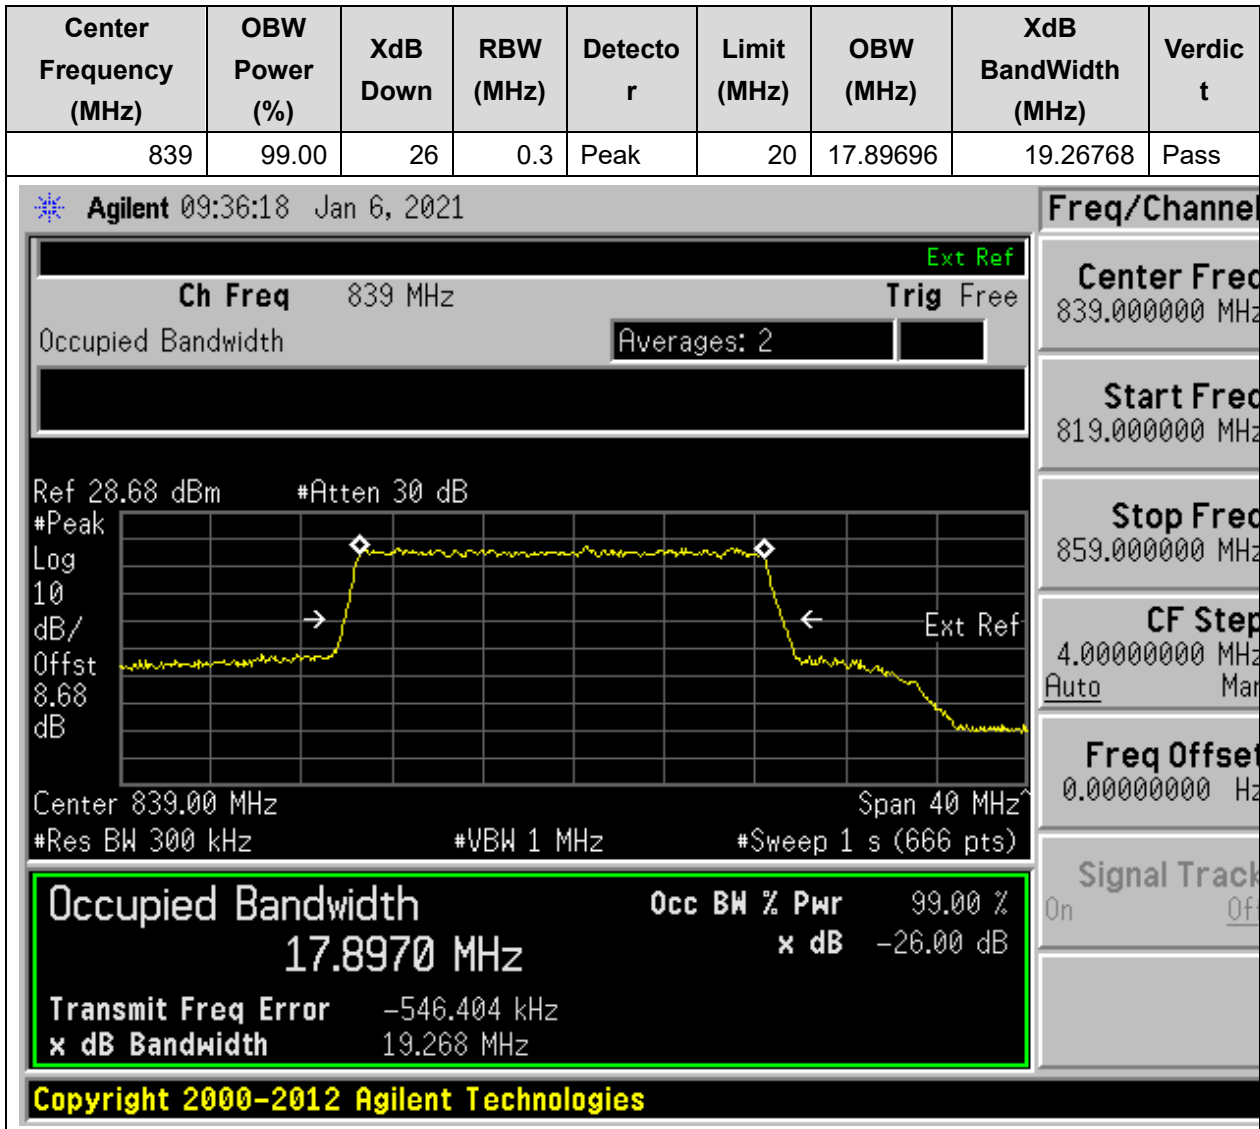 Center Frequency (MHz) OBW Power (%) XdB Down RBW (MHz) Detector Limit (MHz) OBW (MHz) XdB BandWidth (MHz) Verdict
839 99.00 26 0.3 Peak 20 17.89696 19.26768 Pass
Agilent 09:36:18 Jan 6, 2021 Freq/Channel
Ext Ref
Ch Freq 839 MHz Trig Free
Occupied Bandwidth Averages: 2
Center Freq
839.000000 MHz
Start Freq
819.000000 MHz
Stop Freq
859.000000 MHz
CF Step
4.00000000 MHz
Auto Man
Freq Offset
0.00000000 Hz
Signal Track
On Off
Ref 28.68 dBm #Atten 30 dB
#Peak
Log
10
dB/
Offst
8.68
dB
Ext Ref
Center 839.00 MHz Span 40 MHz^
#Res BW 300 kHz #VBW 1 MHz #Sweep 1 s (666 pts)
Occupied Bandwidth Occ BW % Pwr 99.00 %
17.8970 MHz x dB -26.00 dB
Transmit Freq Error -546.404 kHz
x dB Bandwidth 19.268 MHz
Copyright 2000-2012 Agilent Technologies